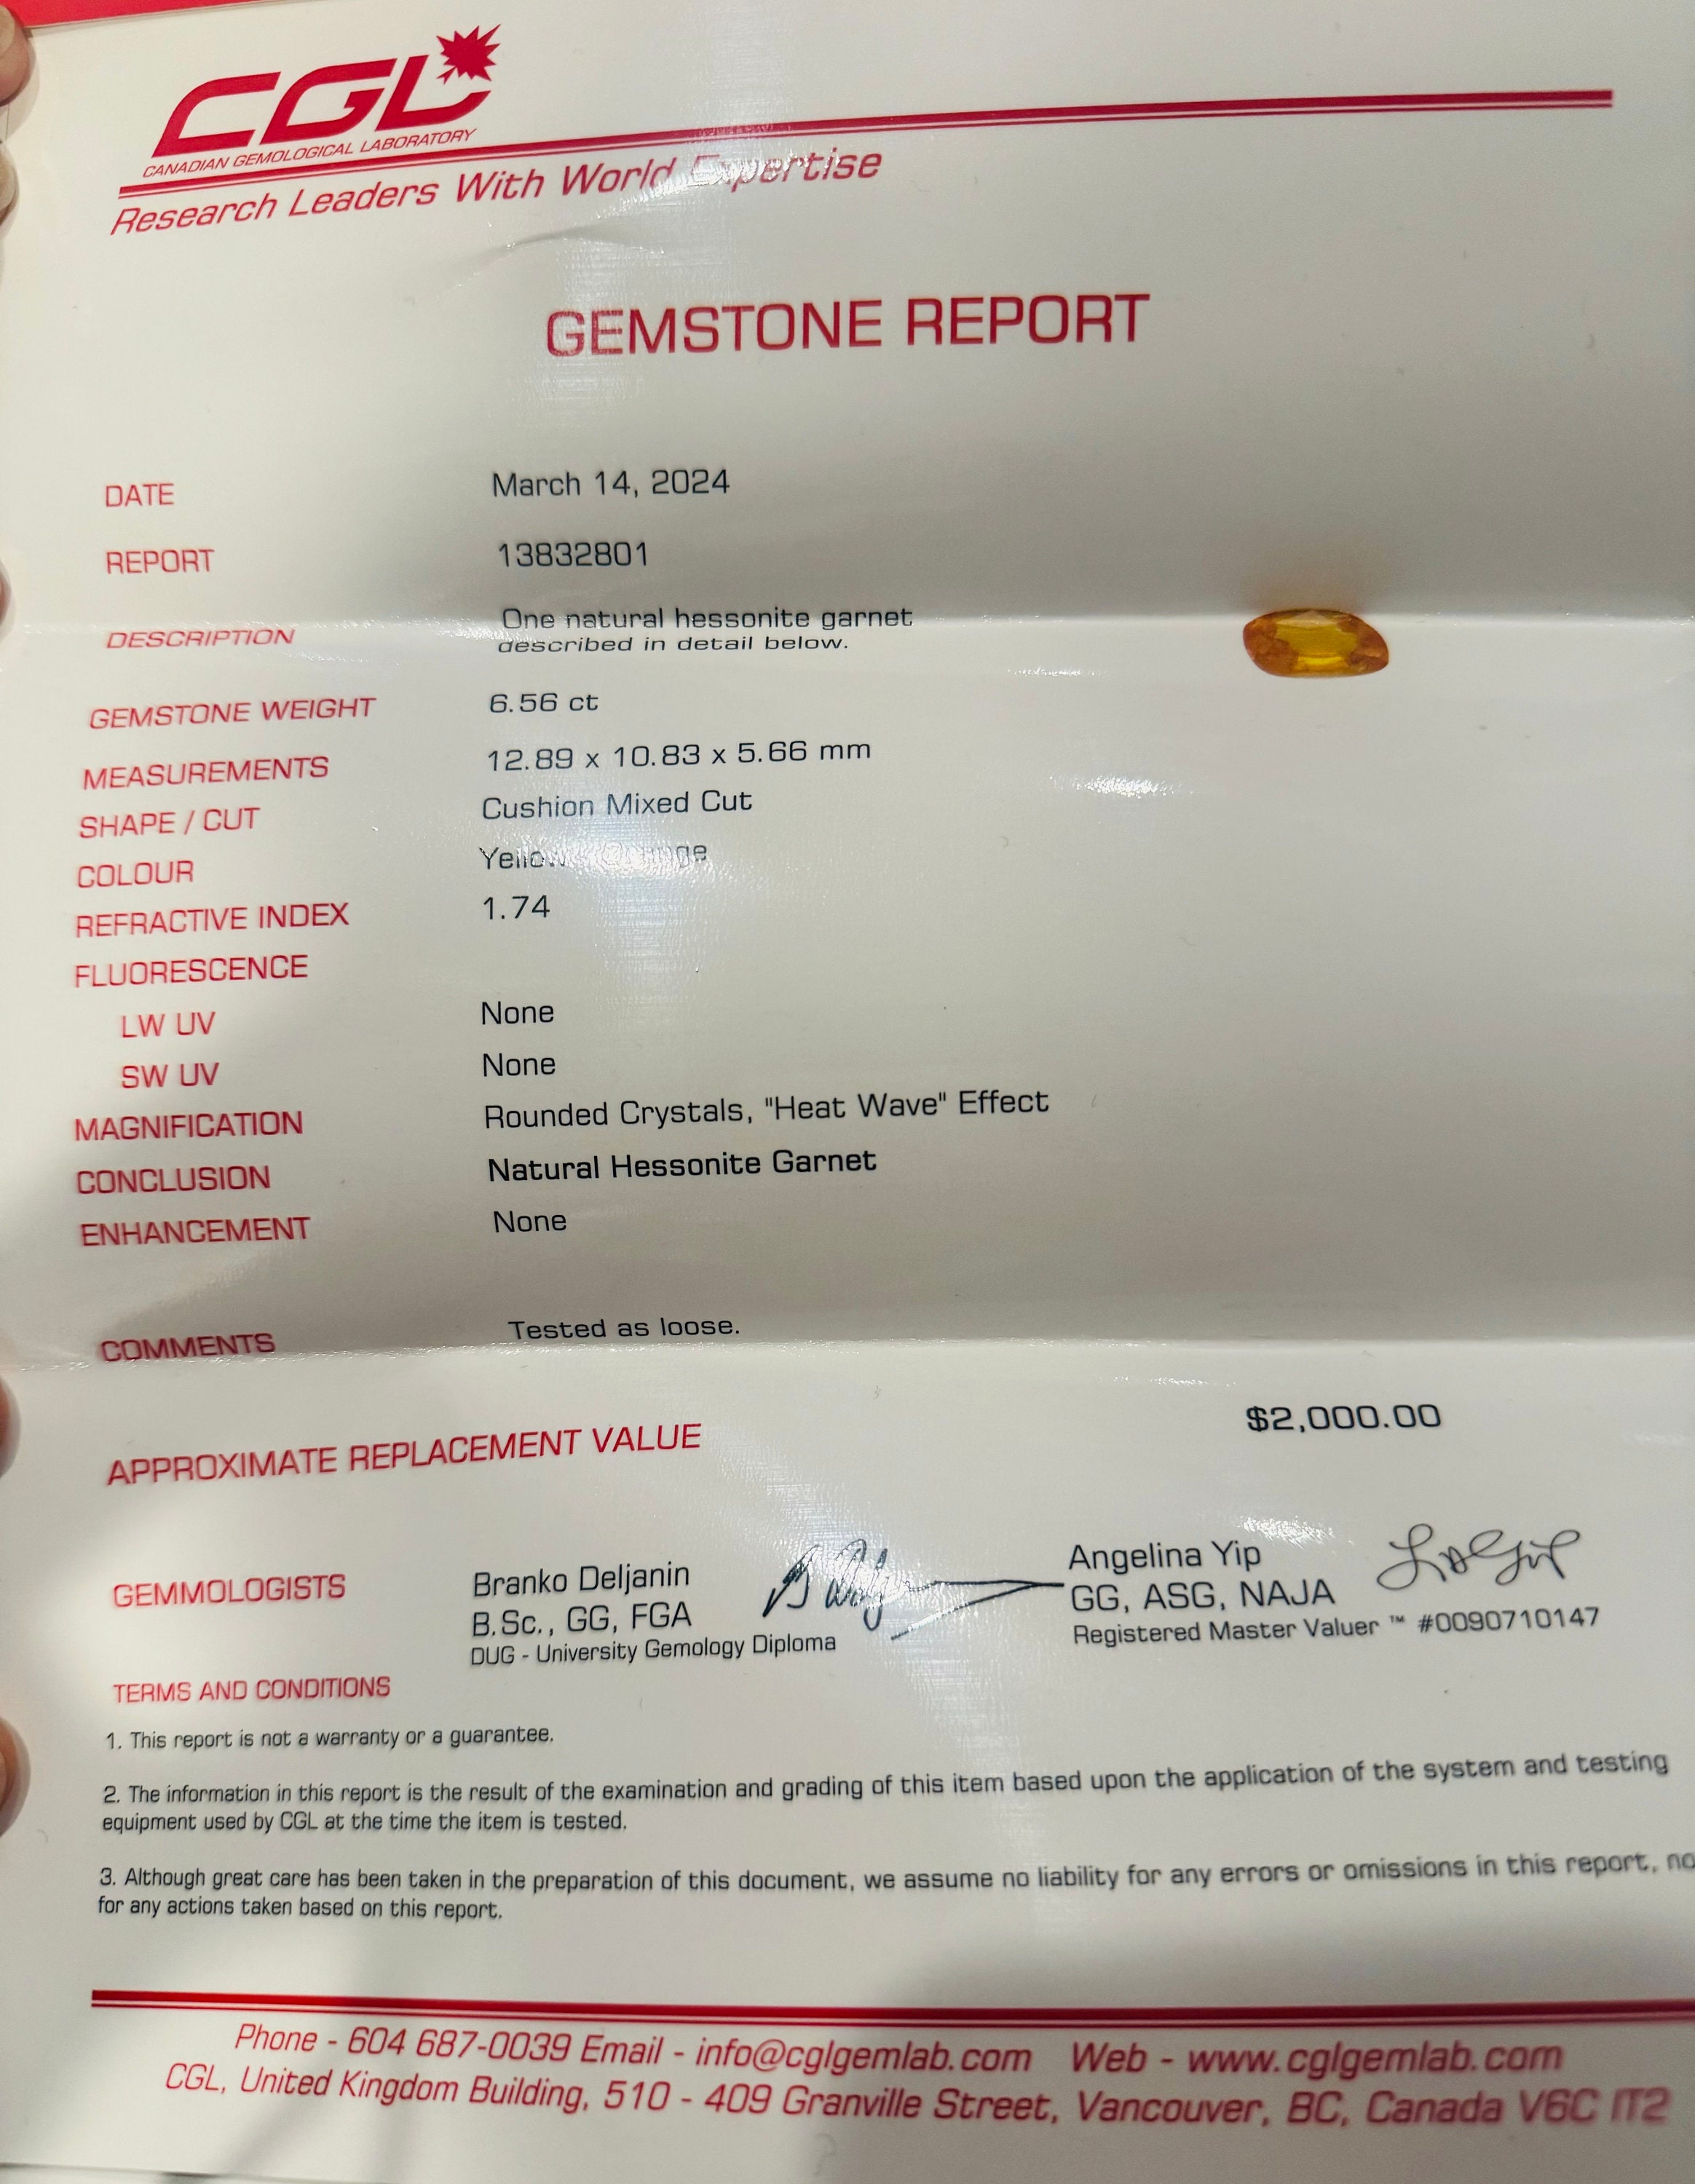 CGL
CANADIAN GEMOLOGICAL LABORATORY
Research Leaders With World Expertise
GEMSTONE REPORT
DATE March 14, 2024
REPORT 13832801
DESCRIPTION One natural hessonite garnet
described in detail below.
GEMSTONE WEIGHT 6.56 ct
MEASUREMENTS 12.89 x 10.83 x 5.66 mm
SHAPE / CUT Cushion Mixed Cut
COLOUR
REFRACTIVE INDEX 1.74
FLUORESCENCE
LW UV None
SW UV None
MAGNIFICATION Rounded Crystals, "Heat Wave" Effect
CONCLUSION Natural Hessonite Garnet
ENHANCEMENT None
COMMENTS Tested as loose.
APPROXIMATE REPLACEMENT VALUE $2,000.00
GEMMOLOGISTS
Branko Deljanin
B.Sc., GG, FGA
DUG - University Gemology Diploma
Angelina Yip
GG, ASG, NAJA
Registered Master Valuer ™ #0090710147
TERMS AND CONDITIONS
1. This report is not a warranty or a guarantee.
2. The information in this report is the result of the examination and grading of this item based upon the application of the system and testing
equipment used by CGL at the time the item is tested.
3. Although great care has been taken in the preparation of this document, we assume no liability for any errors or omissions in this report, no
for any actions taken based on this report.
Phone - 604 687-0039 Email - info@cglgemlab.com Web - www.cglgemlab.com
CGL, United Kingdom Building, 510 - 409 Granville Street, Vancouver, BC, Canada V6C 1T2